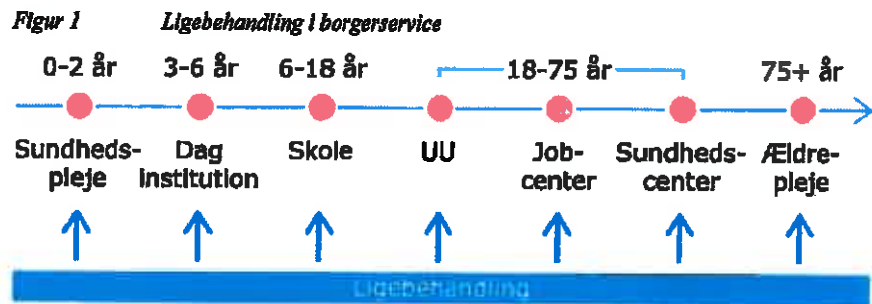 Figur 1 Ligebehandling i borgerservice
0-2 år 3-6 år 6-18 år 18-75 år 75+ år
Sundheds-
pleje
Dag
institution
Skole
UU
Job-
center
Sundheds-
center
Ældre-
pleje
Ligebehandling